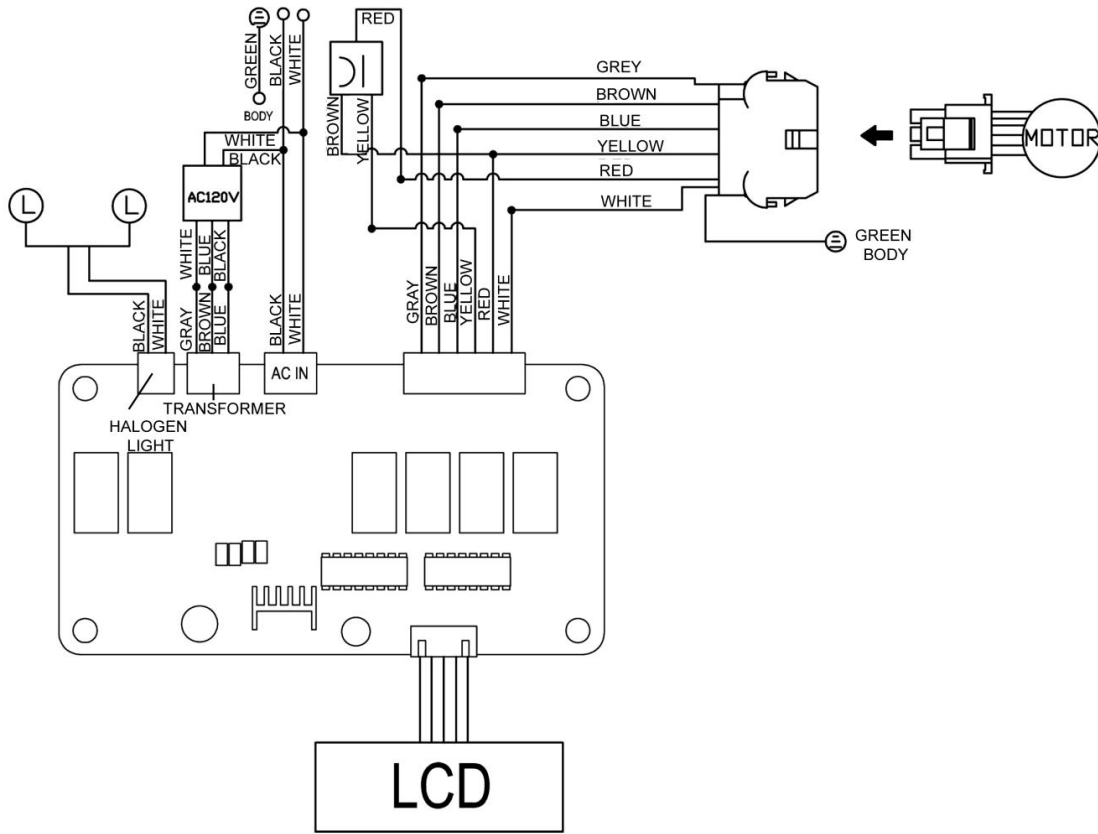 GREEN
BLACK
WHITE
BODY
RED
BROWN
YELLOW
GREY
BROWN
BLUE
YELLOW
RED
WHITE
MOTOR
GREEN
BODY
WHITE
BLACK
AC120V
L
L
WHITE
BLUE
BLACK
BLACK
WHITE
GRAY
BROWN
BLUE
BLACK
WHITE
GRAY
BROWN
BLUE
YELLOW
RED
WHITE
AC IN
TRANSFORMER
HALOGEN
LIGHT
LCD